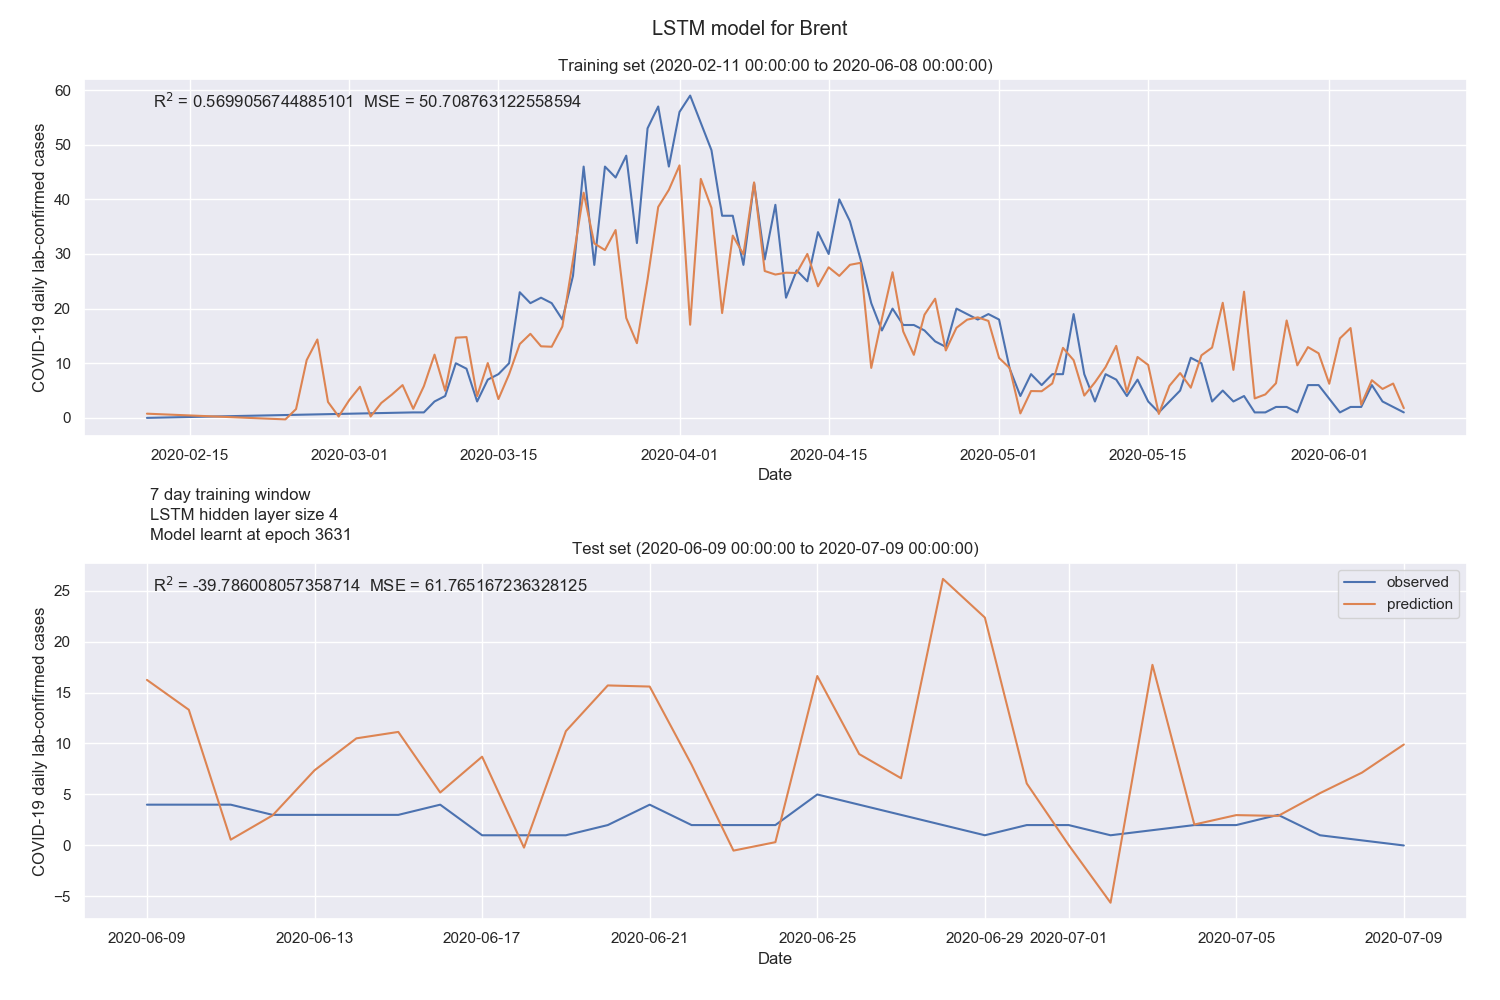 LSTM model for Brent
Training set (2020-02-11 00:00:00 to 2020-06-08 00:00:00)
R² = 0.5699056744885101  MSE = 50.708763122558594
COVID-19 daily lab-confirmed cases
60
50
40
30
20
10
0
2020-02-15 2020-03-01 2020-03-15 2020-04-01 2020-04-15 2020-05-01 2020-05-15 2020-06-01
Date
7 day training window
LSTM hidden layer size 4
Model learnt at epoch 3631
Test set (2020-06-09 00:00:00 to 2020-07-09 00:00:00)
R² = -39.786008057358714  MSE = 61.765167236328125
observed
prediction
COVID-19 daily lab-confirmed cases
25
20
15
10
5
0
−5
2020-06-09 2020-06-13 2020-06-17 2020-06-21 2020-06-25 2020-06-29 2020-07-01 2020-07-05 2020-07-09
Date